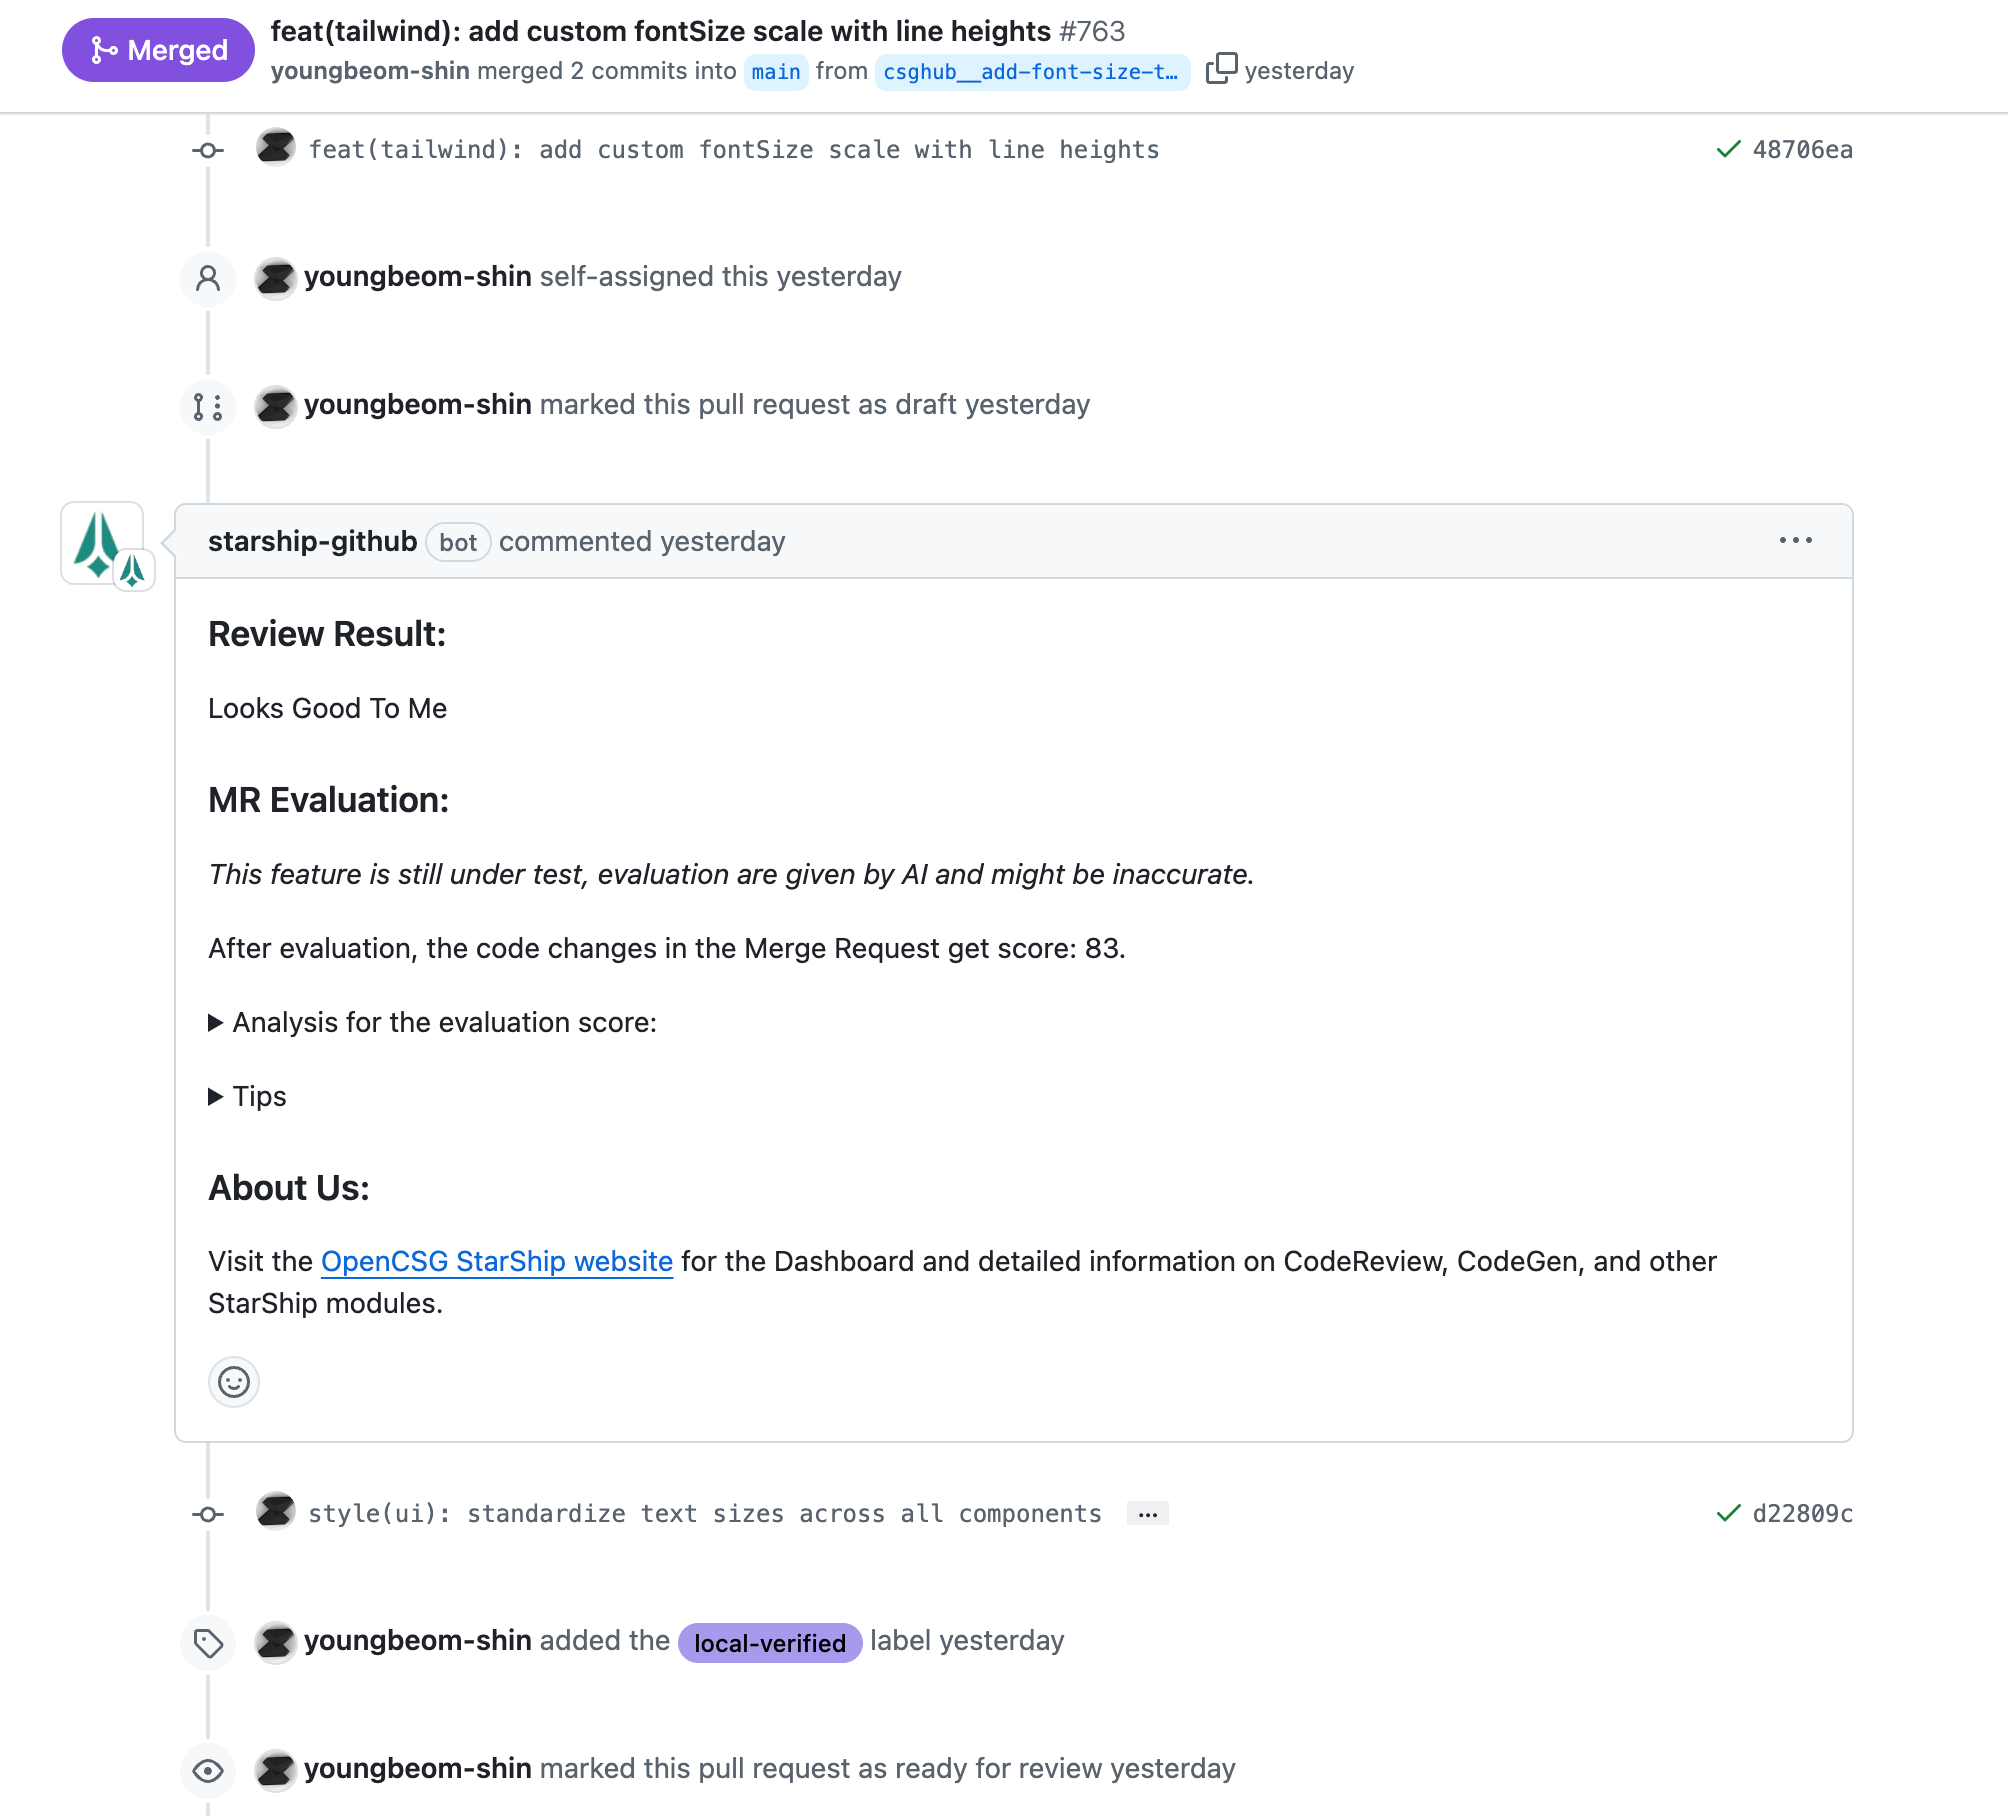 Merged
feat(tailwind): add custom fontSize scale with line heights #763
youngbeom-shin merged 2 commits into main from csghub__add-font-size-t… yesterday
feat(tailwind): add custom fontSize scale with line heights 48706ea
youngbeom-shin self-assigned this yesterday
youngbeom-shin marked this pull request as draft yesterday
starship-github bot commented yesterday
Review Result:
Looks Good To Me
MR Evaluation:
This feature is still under test, evaluation are given by AI and might be inaccurate.
After evaluation, the code changes in the Merge Request get score: 83.
Analysis for the evaluation score:
Tips
About Us:
Visit the OpenCSG StarShip website for the Dashboard and detailed information on CodeReview, CodeGen, and other
StarShip modules.
style(ui): standardize text sizes across all components … d22809c
youngbeom-shin added the local-verified label yesterday
youngbeom-shin marked this pull request as ready for review yesterday